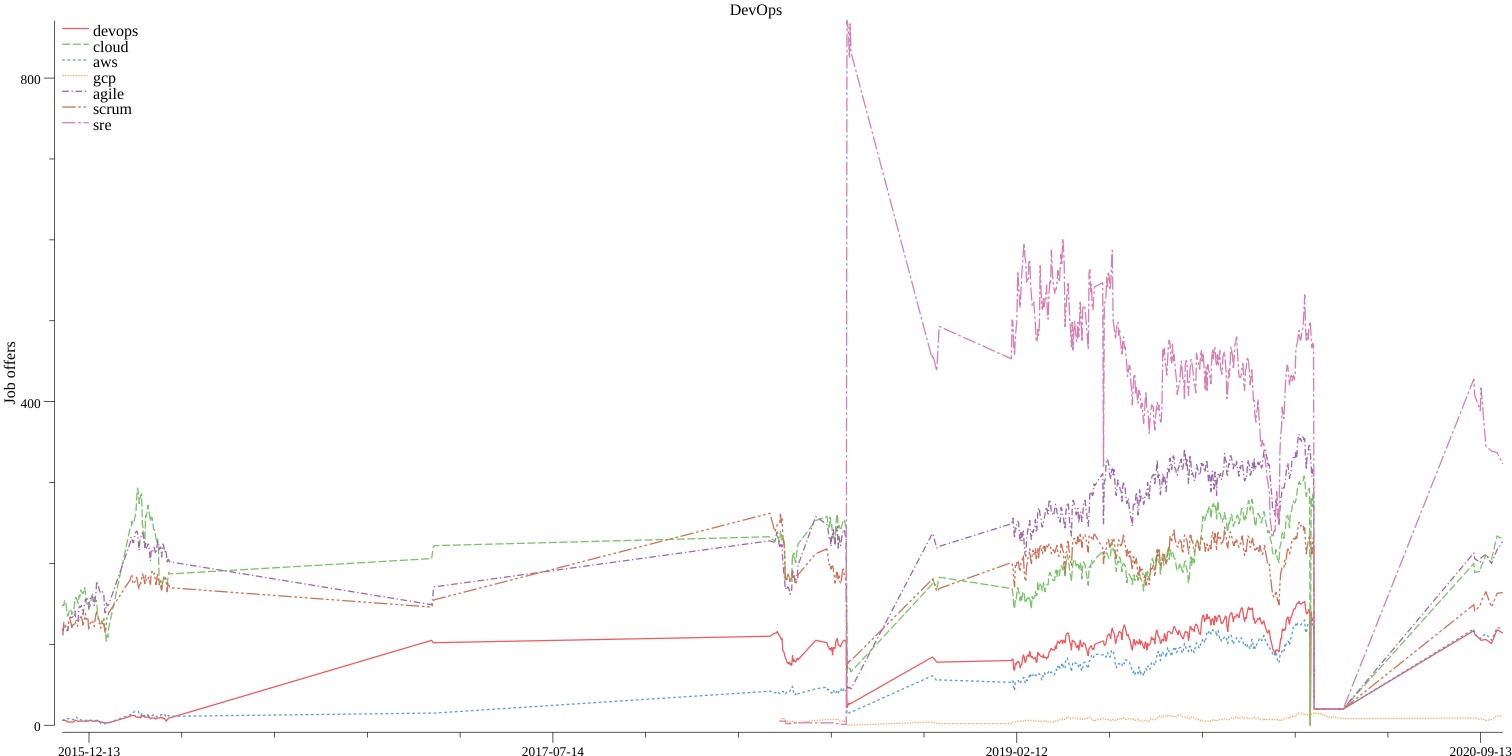 DevOps
devops
cloud
aws
gcp
agile
scrum
sre
800
400
0
Job offers
2015-12-13
2017-07-14
2019-02-12
2020-09-13